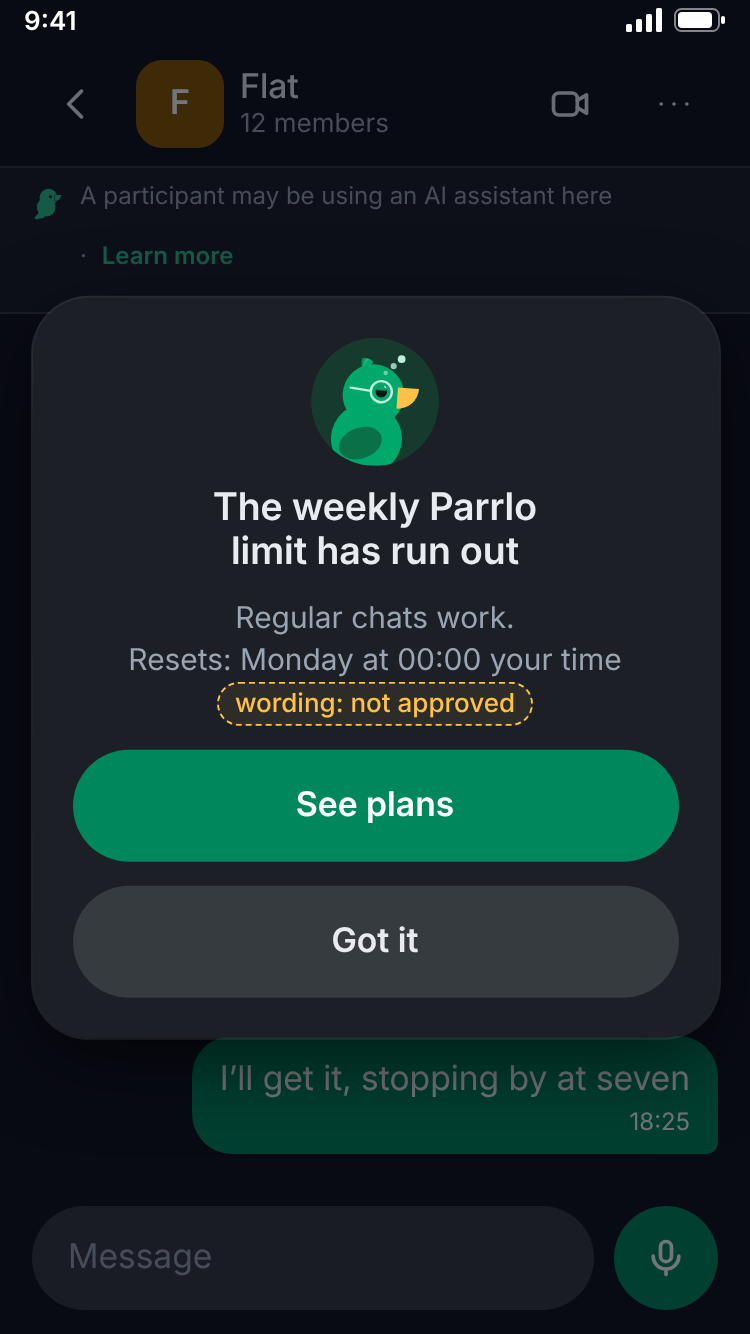 9:41
F
Flat
12 members
...
A participant may be using an AI assistant here
· Learn more
The weekly Parrlo
limit has run out
Regular chats work.
Resets: Monday at 00:00 your time
wording: not approved
See plans
Got it
I’ll get it, stopping by at seven
18:25
Message